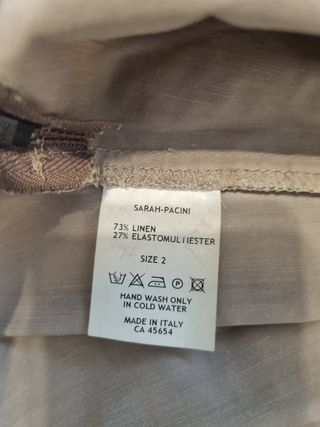 SARAH-PACINI
73% LINEN
27% ELASTOMULTIESTER
SIZE 2
HAND WASH ONLY
IN COLD WATER
MADE IN ITALY
CA 45654